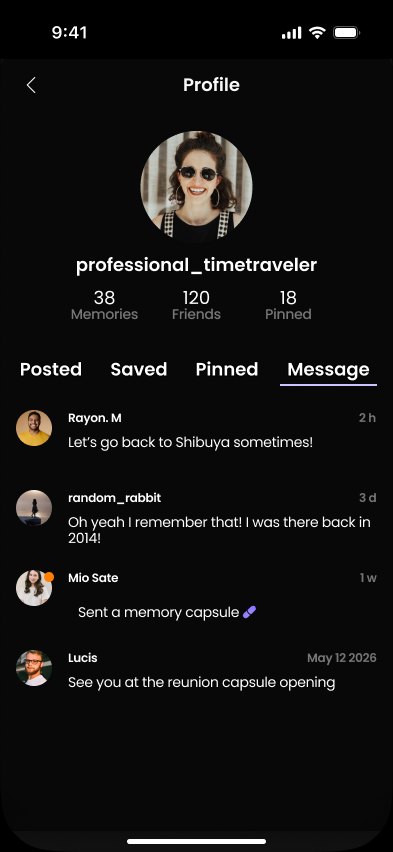 9:41
Profile
professional_timetraveler
38 120 18
Memories Friends Pinned
Posted Saved Pinned Message
Rayon. M 2 h
Let’s go back to Shibuya sometimes!
random_rabbit 3 d
Oh yeah I remember that! I was there back in
2014!
Mio Sate 1 w
Sent a memory capsule
Lucis May 12 2026
See you at the reunion capsule opening